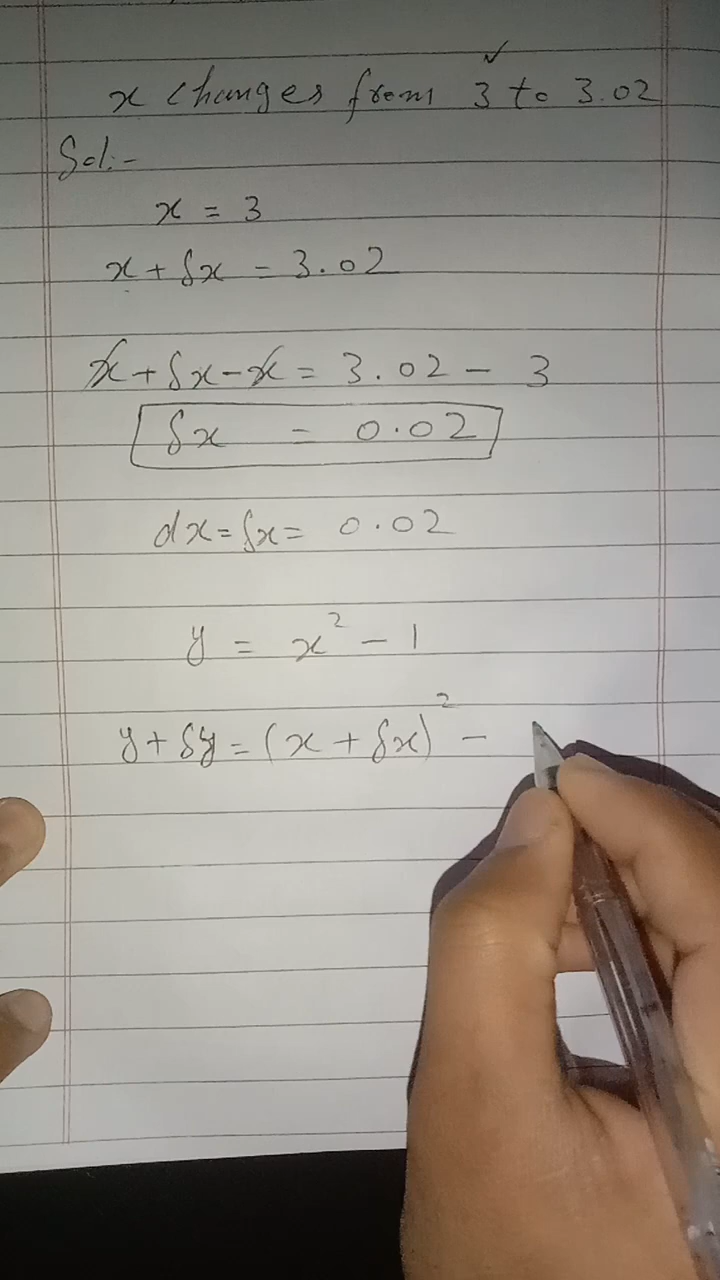 x changes from 3 to 3.02
Sol:-
x = 3
x + δx = 3.02
x + δx - x = 3.02 - 3
δx = 0.02
dx = δx = 0.02
y = x² - 1
y + δy = (x + δx)² -